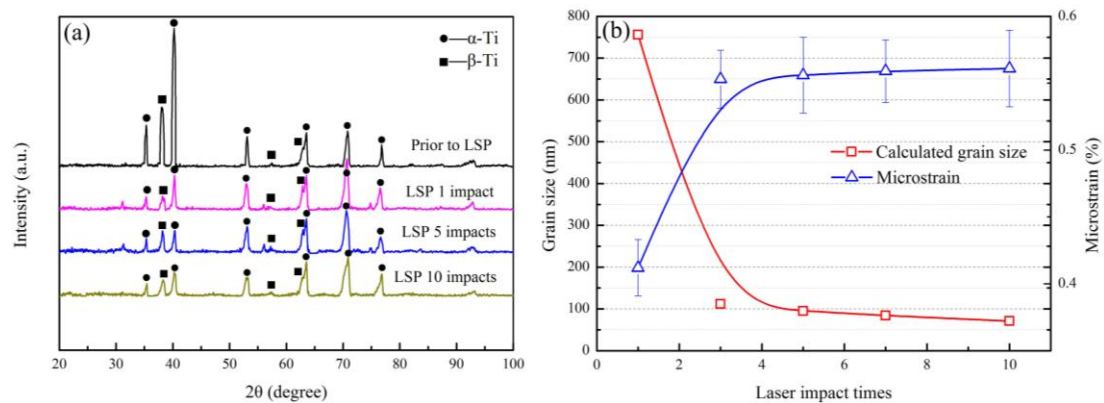 (a)
●—α-Ti
■—β-Ti
Prior to LSP
LSP 1 impact
LSP 5 impacts
LSP 10 impacts
Intensity (a.u.)
20 30 40 50 60 70 80 90 100
2θ (degree)
(b)
800
700
600
500
400
300
200
100
0
Grain size (nm)
0.6
0.5
0.4
Microstrain (%)
Calculated grain size
Microstrain
0 2 4 6 8 10
Laser impact times